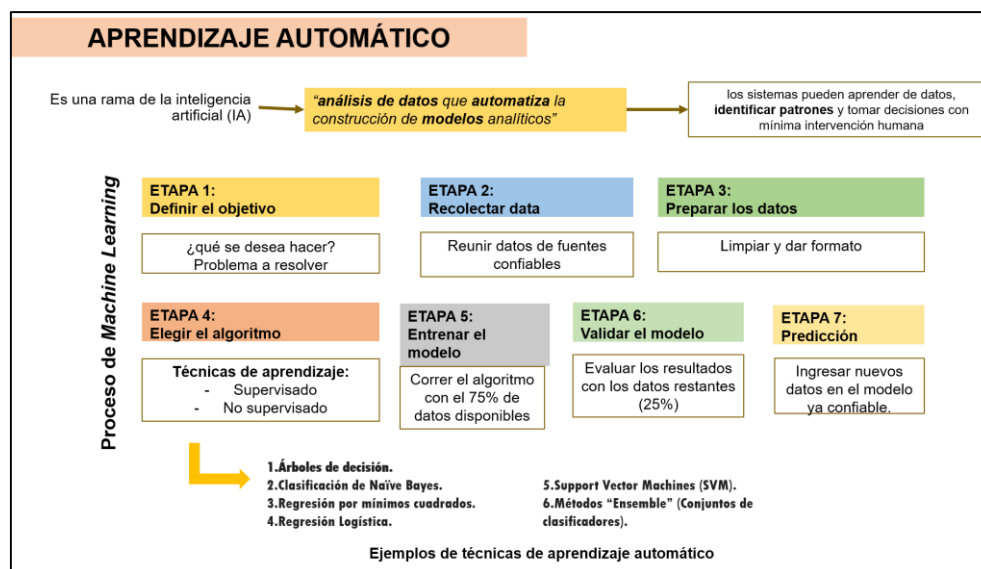 APRENDIZAJE AUTOMÁTICO
Es una rama de la inteligencia
artificial (IA)
“análisis de datos que automatiza la
construcción de modelos analíticos”
los sistemas pueden aprender de datos,
identificar patrones y tomar decisiones con
mínima intervención humana
Proceso de Machine Learning
ETAPA 1:
Definir el objetivo
¿qué se desea hacer?
Problema a resolver
ETAPA 2:
Recolectar data
Reunir datos de fuentes
confiables
ETAPA 3:
Preparar los datos
Limpiar y dar formato
ETAPA 4:
Elegir el algoritmo
Técnicas de aprendizaje:
- Supervisado
- No supervisado
ETAPA 5:
Entrenar el
modelo
Correr el algoritmo
con el 75% de
datos disponibles
ETAPA 6:
Validar el modelo
Evaluar los resultados
con los datos restantes
(25%)
ETAPA 7:
Predicción
Ingresar nuevos
datos en el modelo
ya confiable.
1.Árboles de decisión.
2.Clasificación de Naïve Bayes.
3.Regresión por mínimos cuadrados.
4.Regresión Logística.
5.Support Vector Machines (SVM).
6.Métodos “Ensemble” (Conjuntos de
clasificadores).
Ejemplos de técnicas de aprendizaje automático